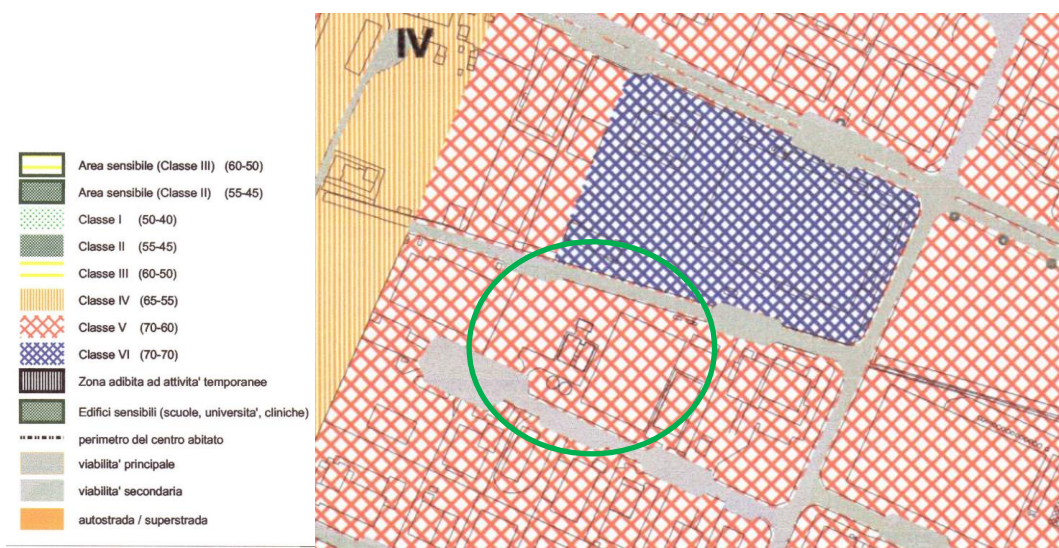 IV
Area sensibile (Classe III) (60-50)
Area sensibile (Classe II) (55-45)
Classe I (50-40)
Classe II (55-45)
Classe III (60-50)
Classe IV (65-55)
Classe V (70-60)
Classe VI (70-70)
Zona adibita ad attivita' temporanee
Edifici sensibili (scuole, universita', cliniche)
perimetro del centro abitato
viabilita' principale
viabilita' secondaria
autostrada / superstrada